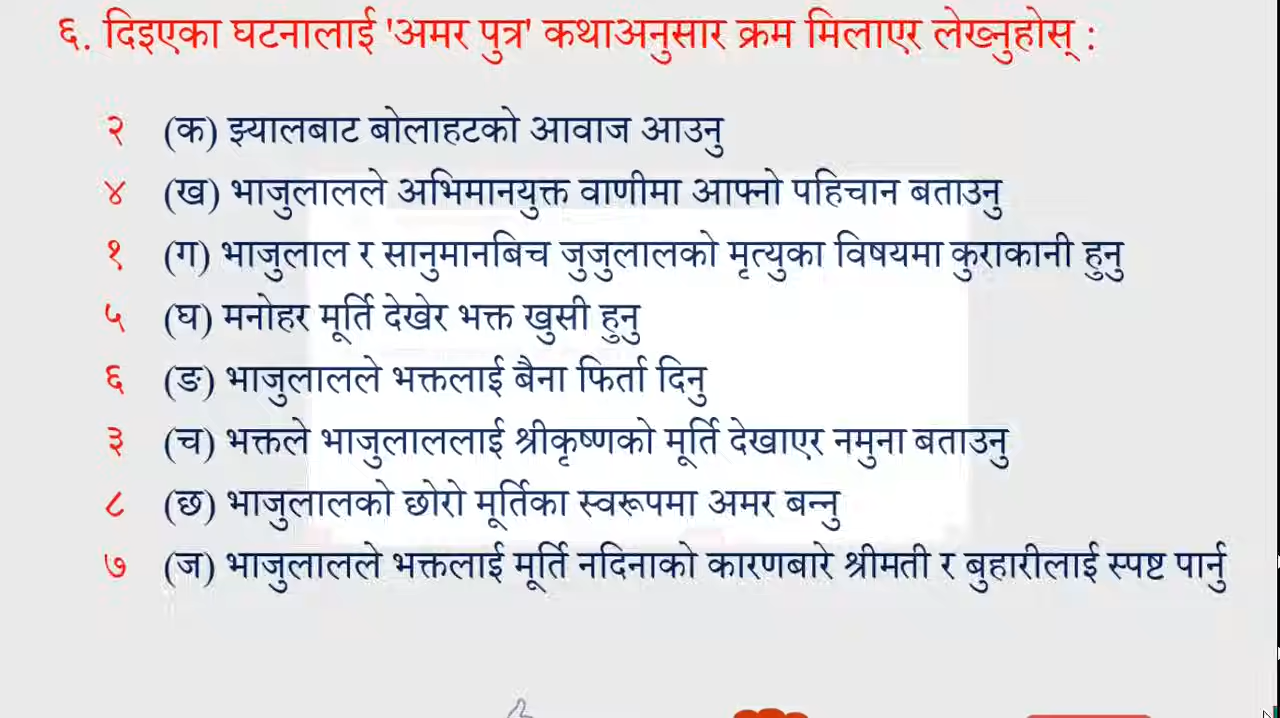 ६. दिइएका घटनालाई 'अमर पुत्र' कथाअनुसार क्रम मिलाएर लेख्नुहोस् :
२ (क) झ्यालबाट बोलाहटको आवाज आउनु
४ (ख) भाजुलालले अभिमानयुक्त वाणीमा आफ्नो पहिचान बताउनु
१ (ग) भाजुलाल र सानुमानबिच जुजुलालको मृत्युका विषयमा कुराकानी हुनु
५ (घ) मनोहर मूर्ति देखेर भक्त खुसी हुनु
६ (ङ) भाजुलालले भक्तलाई बैना फिर्ता दिनु
३ (च) भक्तले भाजुलाललाई श्रीकृष्णको मूर्ति देखाएर नमुना बताउनु
८ (छ) भाजुलालको छोरो मूर्तिका स्वरूपमा अमर बन्नु
७ (ज) भाजुलालले भक्तलाई मूर्ति नदिनाको कारणबारे श्रीमती र बुहारीलाई स्पष्ट पार्नु